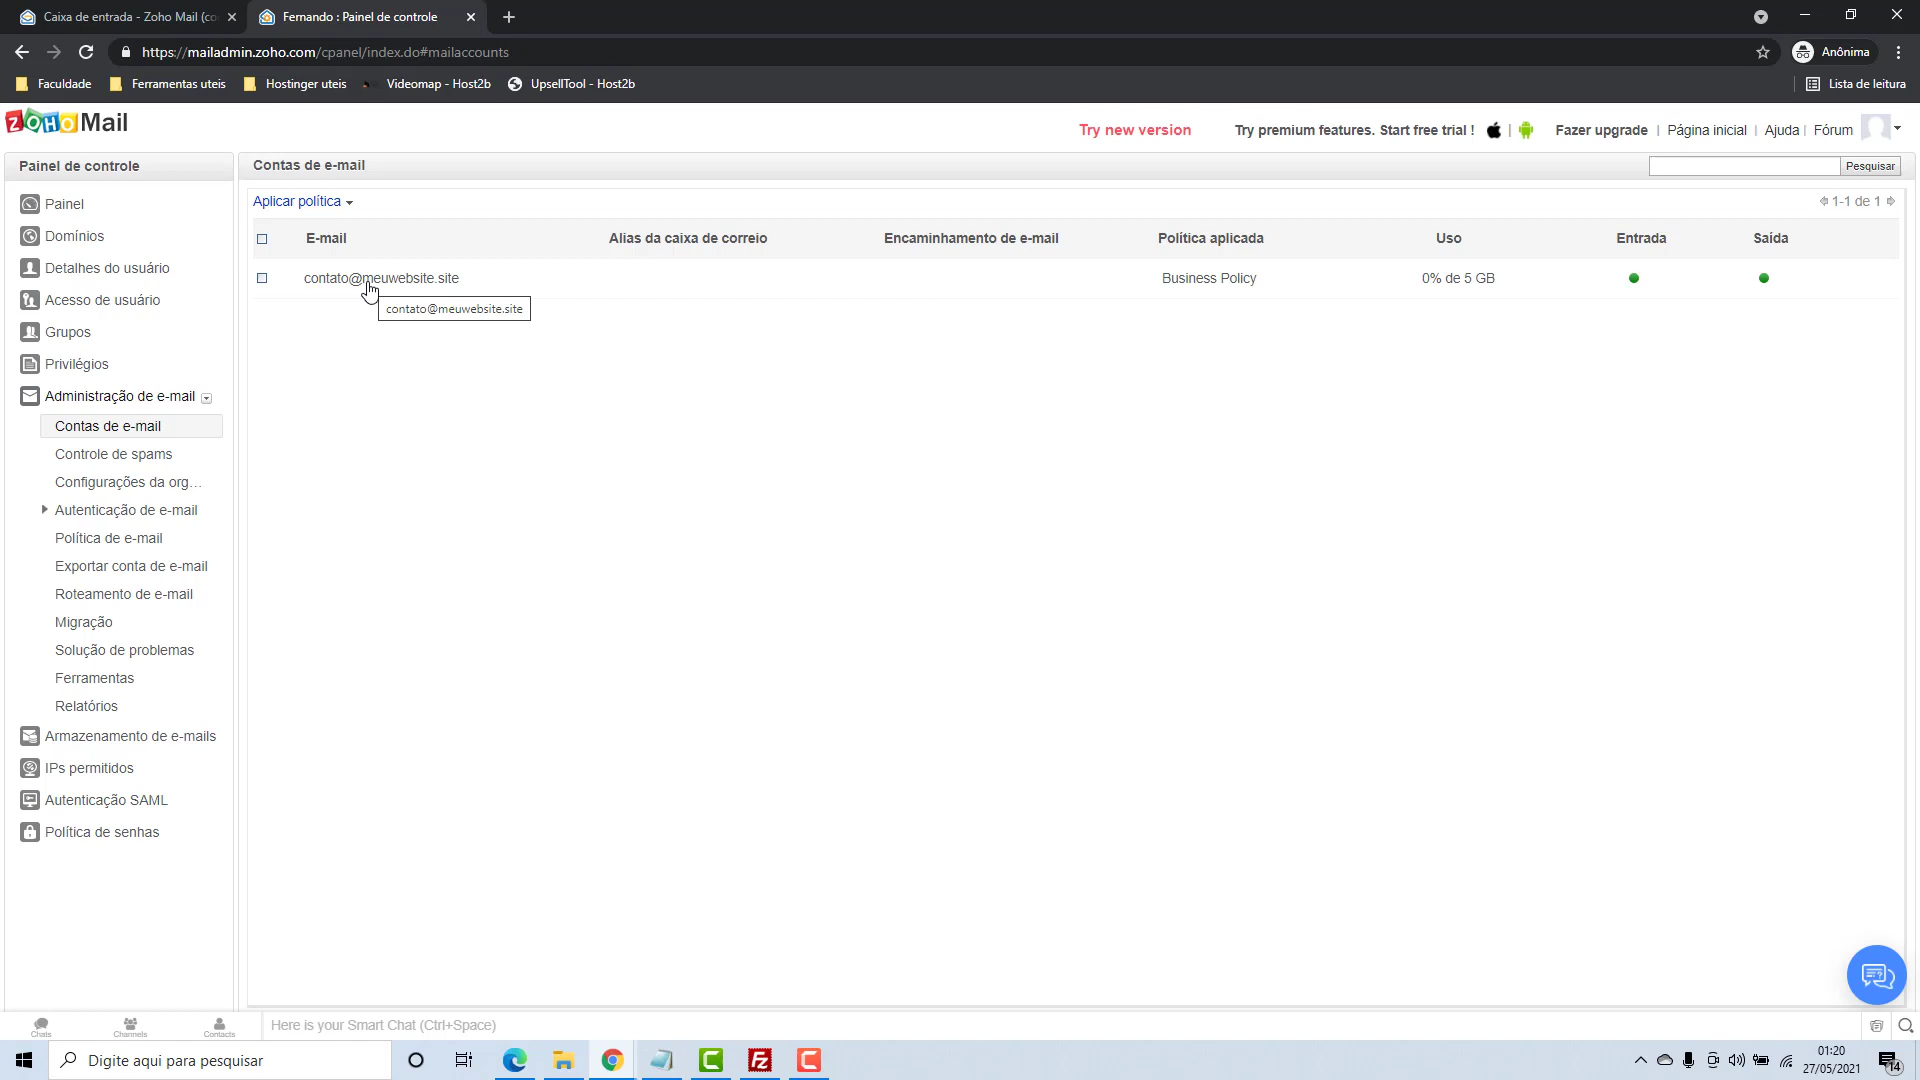 Caixa de entrada - Zoho Mail (co
Fernando : Painel de controle
https://mailadmin.zoho.com/cpanel/index.do#mailaccounts
Anônima
Faculdade
Ferramentas uteis
Hostinger uteis
Videomap - Host2b
UpsellTool - Host2b
Lista de leitura
ZOHO Mail
Try new version
Try premium features. Start free trial !
Fazer upgrade | Página inicial | Ajuda | Fórum
Painel de controle
Contas de e-mail
Pesquisar
Painel
Domínios
Detalhes do usuário
Acesso de usuário
Grupos
Privilégios
Administração de e-mail
Contas de e-mail
Controle de spams
Configurações da org...
Autenticação de e-mail
Política de e-mail
Exportar conta de e-mail
Roteamento de e-mail
Migração
Solução de problemas
Ferramentas
Relatórios
Armazenamento de e-mails
IPs permitidos
Autenticação SAML
Política de senhas
Aplicar política
1-1 de 1
E-mail
Alias da caixa de correio
Encaminhamento de e-mail
Política aplicada
Uso
Entrada
Saída
contato@meuwebsite.site
Business Policy
0% de 5 GB
contato@meuwebsite.site
Chats
Channels
Contacts
Here is your Smart Chat (Ctrl+Space)
Digite aqui para pesquisar
01:20
27/05/2021
14